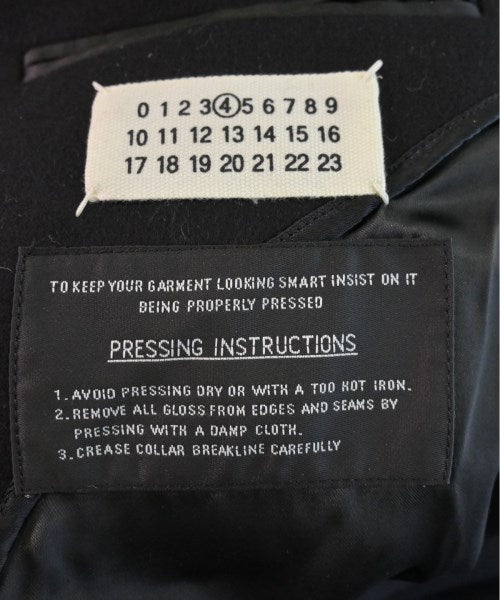 0 1 2 3 4 5 6 7 8 9
10 11 12 13 14 15 16
17 18 19 20 21 22 23
TO KEEP YOUR GARMENT LOOKING SMART INSIST ON IT
BEING PROPERLY PRESSED
PRESSING INSTRUCTIONS
1. AVOID PRESSING DRY OR WITH A TOO HOT IRON.
2. REMOVE ALL GLOSS FROM EDGES AND SEAMS BY
PRESSING WITH A DAMP CLOTH.
3. CREASE COLLAR BREAKLINE CAREFULLY